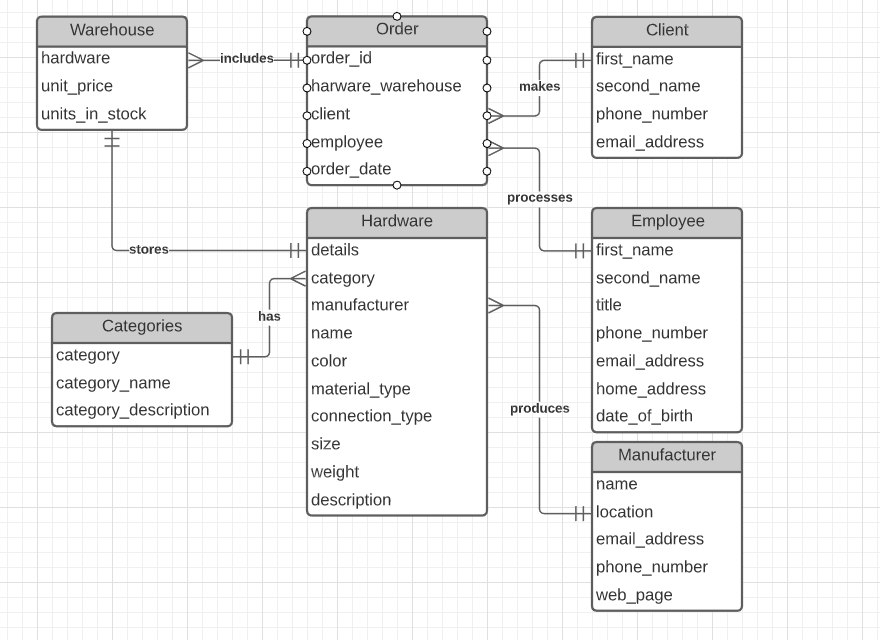 Warehouse
hardware
unit_price
units_in_stock
includes
Order
order_id
harware_warehouse
client
employee
order_date
makes
Client
first_name
second_name
phone_number
email_address
processes
stores
Hardware
details
category
manufacturer
name
color
material_type
connection_type
size
weight
description
has
Categories
category
category_name
category_description
Employee
first_name
second_name
title
phone_number
email_address
home_address
date_of_birth
produces
Manufacturer
name
location
email_address
phone_number
web_page